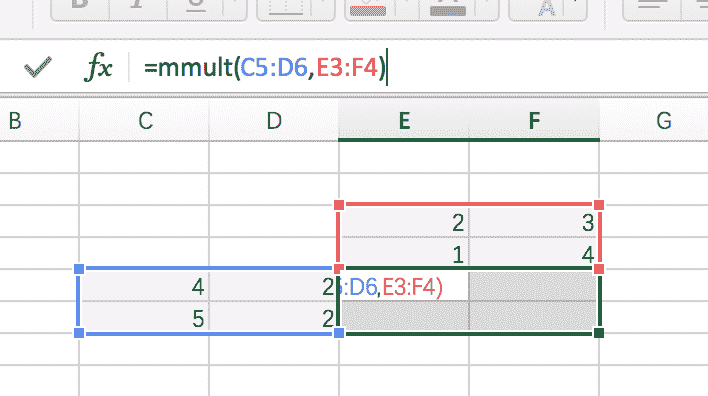 B I U A
fx =mmult(C5:D6,E3:F4)
B C D E F G
2 3
1 4
4 2 :D6,E3:F4)
5 2